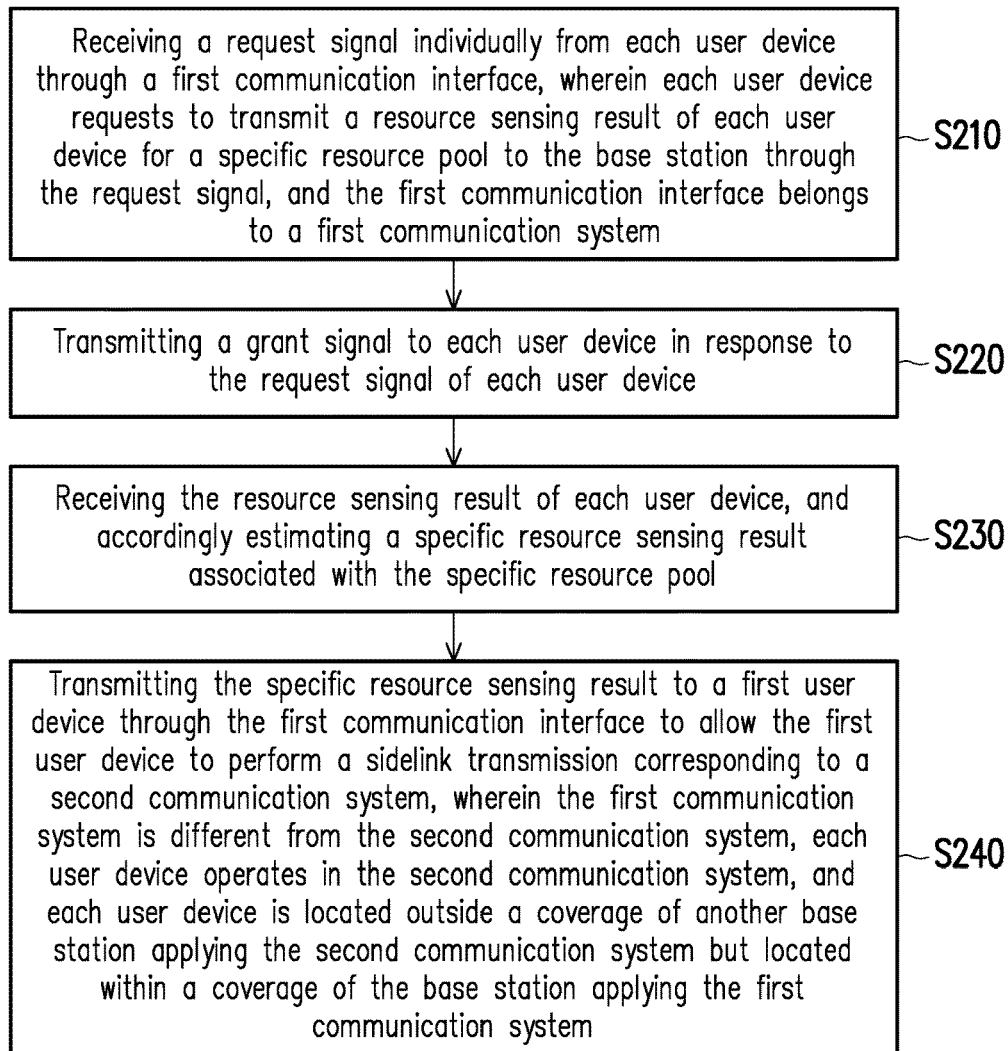 Receiving a request signal individually from each user device
through a first communication interface, wherein each user device
requests to transmit a resource sensing result of each user
device for a specific resource pool to the base station through
the request signal, and the first communication interface belongs
to a first communication system
S210
Transmitting a grant signal to each user device in response to
the request signal of each user device
S220
Receiving the resource sensing result of each user device, and
accordingly estimating a specific resource sensing result
associated with the specific resource pool
S230
Transmitting the specific resource sensing result to a first user
device through the first communication interface to allow the first
user device to perform a sidelink transmission corresponding to a
second communication system, wherein the first communication
system is different from the second communication system, each
user device operates in the second communication system, and
each user device is located outside a coverage of another base
station applying the second communication system but located
within a coverage of the base station applying the first
communication system
S240